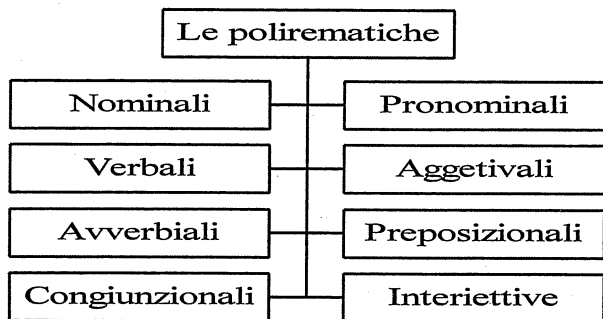 Le polirematiche
Nominali
Pronominali
Verbali
Aggetivali
Avverbiali
Preposizionali
Congiunzionali
Interiettive